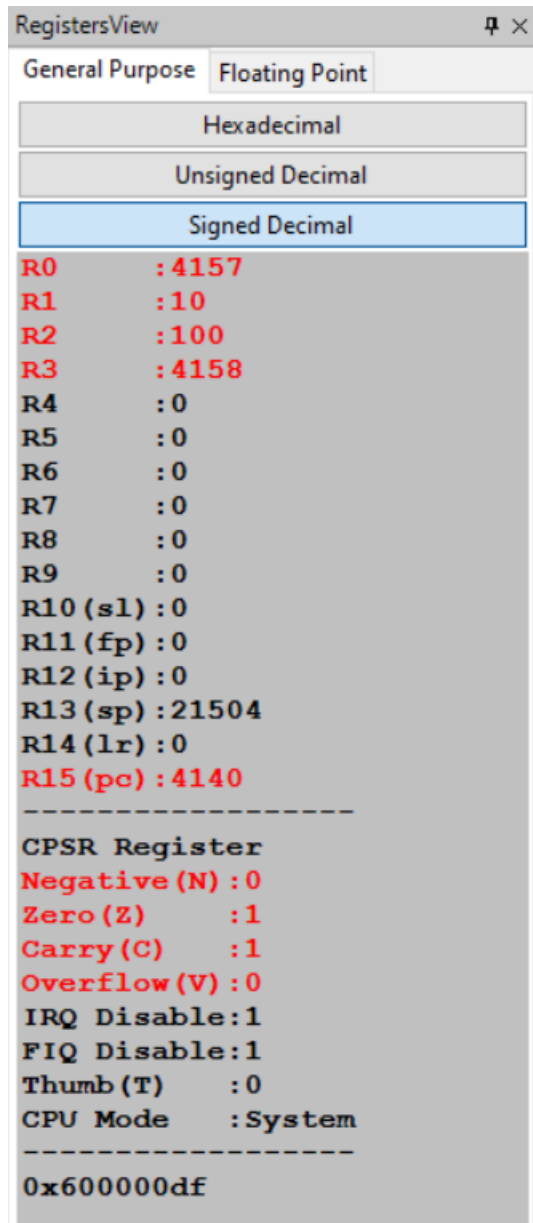 RegistersView
General Purpose Floating Point
Hexadecimal
Unsigned Decimal
Signed Decimal
R0 :4157
R1 :10
R2 :100
R3 :4158
R4 :0
R5 :0
R6 :0
R7 :0
R8 :0
R9 :0
R10(sl):0
R11(fp):0
R12(ip):0
R13(sp):21504
R14(lr):0
R15(pc):4140
-------------------
CPSR Register
Negative(N):0
Zero(Z) :1
Carry(C) :1
Overflow(V):0
IRQ Disable:1
FIQ Disable:1
Thumb(T) :0
CPU Mode :System
-------------------
0x600000df